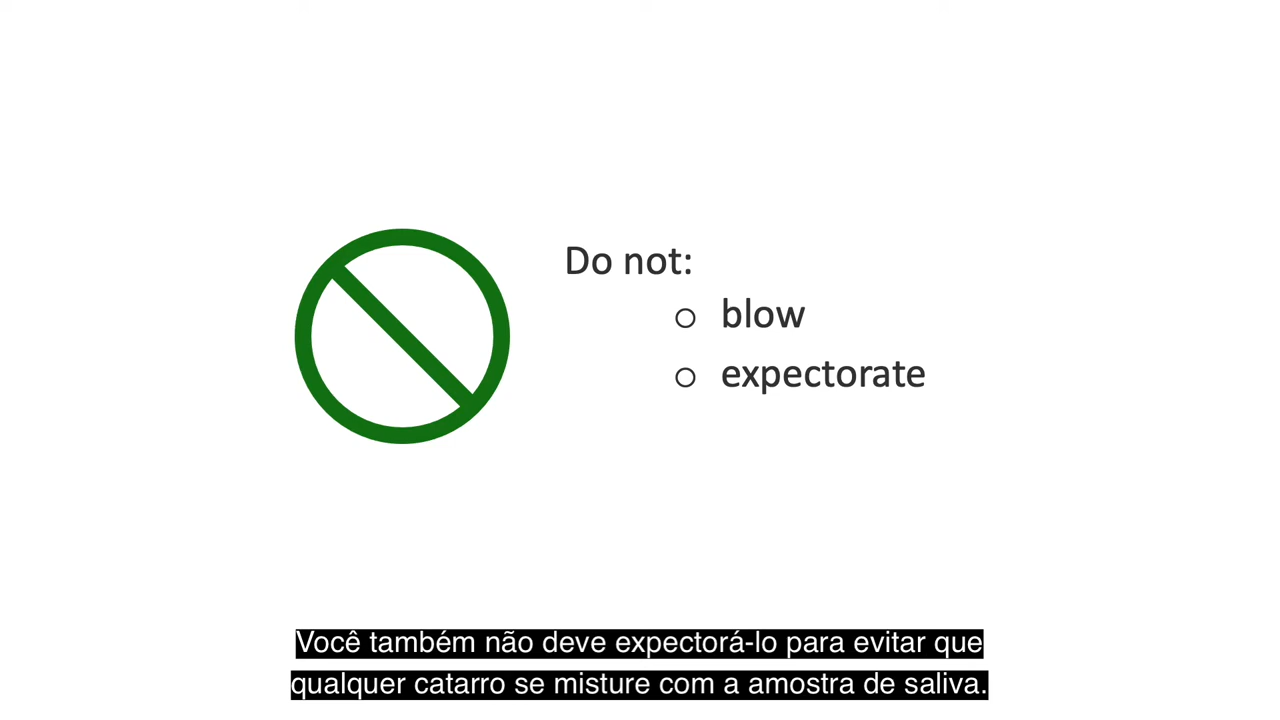 Do not:
blow
expectorate
Você também não deve expectorá-lo para evitar que
qualquer catarro se misture com a amostra de saliva.